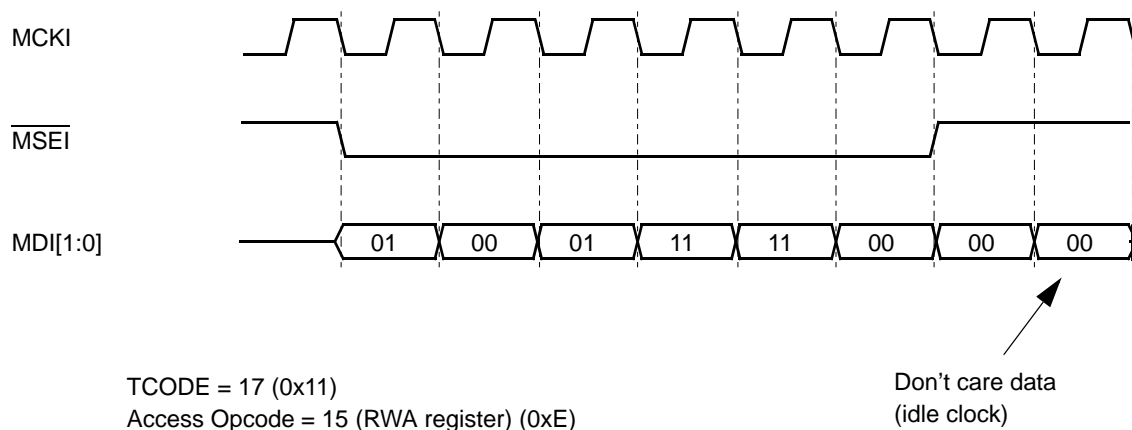 MCKI
MSEI
MDI[1:0]
01 00 01 11 11 00 00 00
TCODE = 17 (0x11)
Access Opcode = 15 (RWA register) (0xE)
Don’t care data
(idle clock)